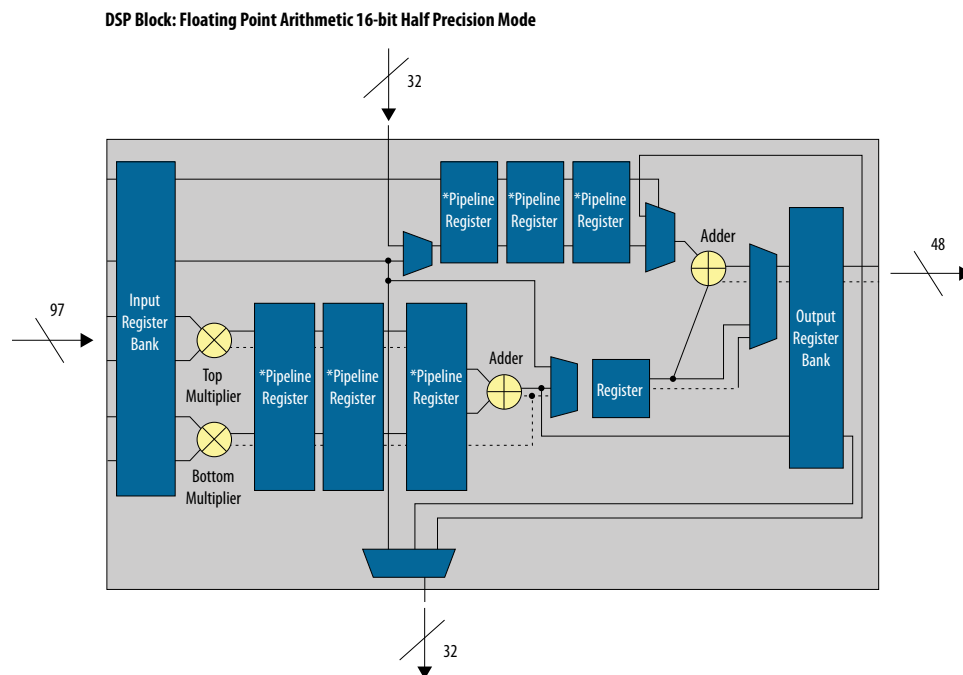 DSP Block: Floating Point Arithmetic 16-bit Half Precision Mode
32
*Pipeline
Register
*Pipeline
Register
*Pipeline
Register
Adder
48
97
Input
Register
Bank
Top
Multiplier
*Pipeline
Register
*Pipeline
Register
*Pipeline
Register
Adder
Register
Output
Register
Bank
Bottom
Multiplier
32